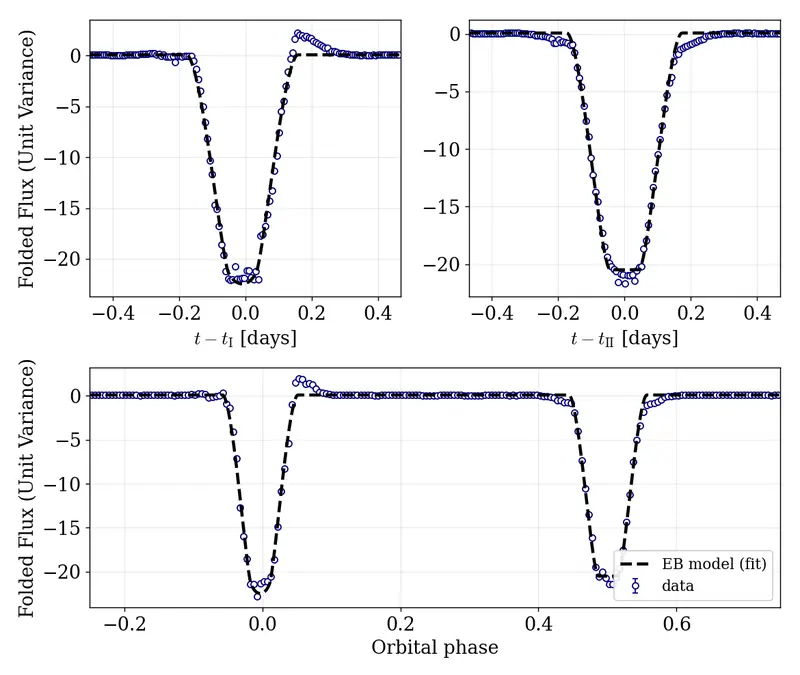 Folded Flux (Unit Variance)
0
−5
−10
−15
−20
−0.4 −0.2 0.0 0.2 0.4
t − tI [days]
0
−5
−10
−15
−20
−0.4 −0.2 0.0 0.2 0.4
t − tII [days]
Folded Flux (Unit Variance)
0
−5
−10
−15
−20
EB model (fit)
data
−0.2 0.0 0.2 0.4 0.6
Orbital phase